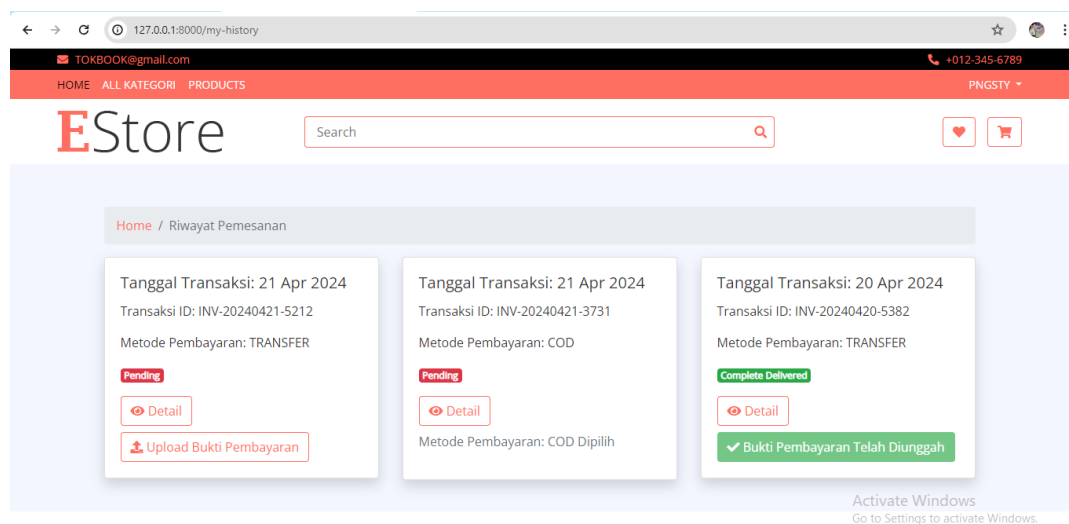 127.0.0.1:8000/my-history
TOKBOOK@gmail.com +012-345-6789
HOME ALL KATEGORI PRODUCTS PNGSTY
EStore Search
Home / Riwayat Pemesanan
Tanggal Transaksi: 21 Apr 2024
Transaksi ID: INV-20240421-5212
Metode Pembayaran: TRANSFER
Pending
Detail
Upload Bukti Pembayaran
Tanggal Transaksi: 21 Apr 2024
Transaksi ID: INV-20240421-3731
Metode Pembayaran: COD
Pending
Detail
Metode Pembayaran: COD Dipilih
Tanggal Transaksi: 20 Apr 2024
Transaksi ID: INV-20240420-5382
Metode Pembayaran: TRANSFER
Complete Delivered
Detail
Bukti Pembayaran Telah Diunggah
Activate Windows
Go to Settings to activate Windows.